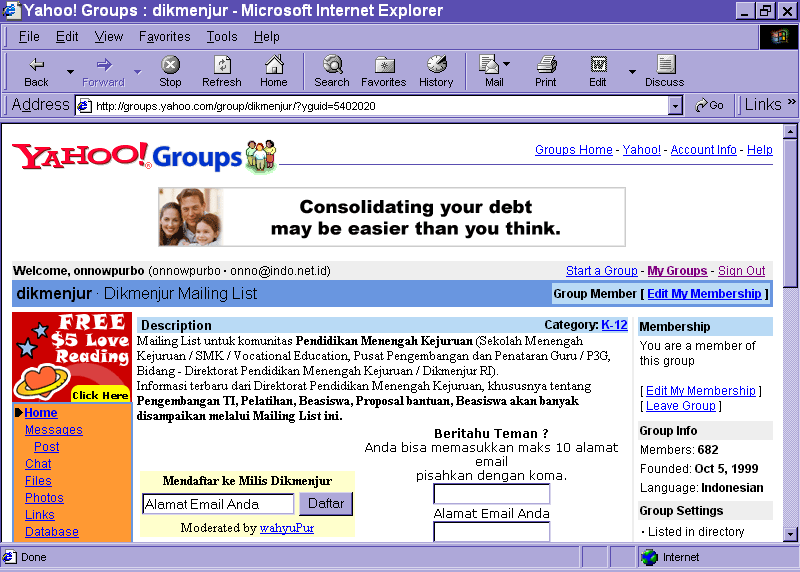 Yahoo! Groups : dikmenjur - Microsoft Internet Explorer
File Edit View Favorites Tools Help
Back Forward Stop Refresh Home Search Favorites History Mail Print Edit Discuss
Address http://groups.yahoo.com/group/dikmenjur/?yguid=5402020 Go Links »
YAHOO! Groups
Groups Home - Yahoo! - Account Info - Help
Consolidating your debt
may be easier than you think.
Welcome, onnowpurbo (onnowpurbo · onno@indo.net.id)
Start a Group - My Groups - Sign Out
dikmenjur · Dikmenjur Mailing List
Group Member [ Edit My Membership ]
FREE
$5 Love
Reading
Click Here
Home
Messages
Post
Chat
Files
Photos
Links
Database
Description
Category: K-12
Mailing List untuk komunitas Pendidikan Menengah Kejuruan (Sekolah Menengah
Kejuruan / SMK / Vocational Education, Pusat Pengembangan dan Penataran Guru / P3G,
Bidang - Direktorat Pendidikan Menengah Kejuruan / Dikmenjur RI).
Informasi terbaru dari Direktorat Pendidikan Menengah Kejuruan, khususnya tentang
Pengembangan TI, Pelatihan, Beasiswa, Proposal bantuan, Beasiswa akan banyak
disampaikan melalui Mailing List ini.
Mendaftar ke Milis Dikmenjur
Alamat Email Anda Daftar
Moderated by wahyuPur
Beritahu Teman ?
Anda bisa memasukkan maks 10 alamat
email
pisahkan dengan koma.
Alamat Email Anda
Membership
You are a member of
this group
[ Edit My Membership ]
[ Leave Group ]
Group Info
Members: 682
Founded: Oct 5, 1999
Language: Indonesian
Group Settings
· Listed in directory
Done
Internet